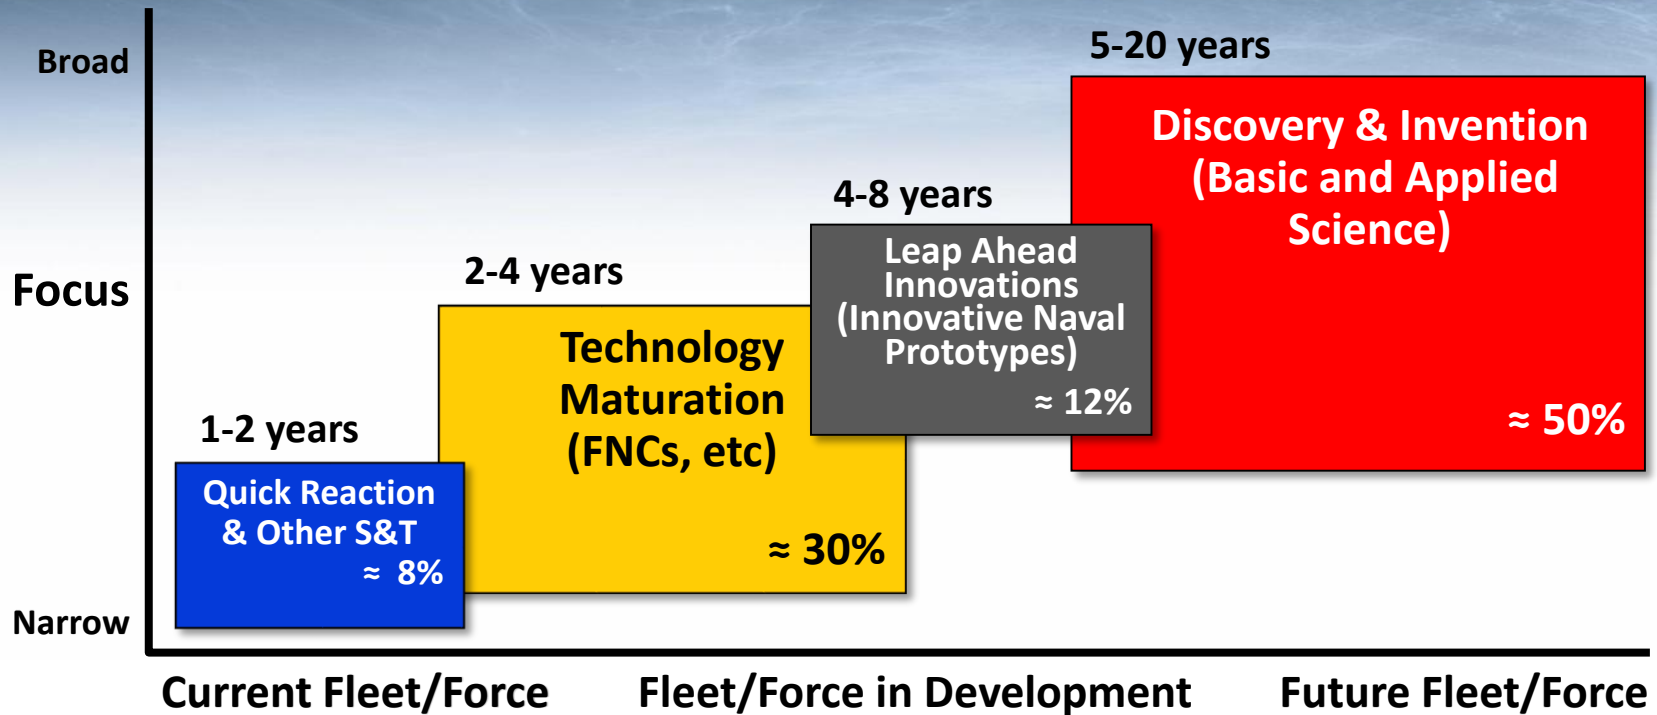 5-20 years
Broad
Discovery & Invention
(Basic and Applied
Science)
≈ 50%
4-8 years
Leap Ahead
Innovations
(Innovative Naval
Prototypes)
≈ 12%
Focus
2-4 years
Technology
Maturation
(FNCs, etc)
≈ 30%
1-2 years
Quick Reaction
& Other S&T
≈ 8%
Narrow
Current Fleet/Force
Fleet/Force in Development
Future Fleet/Force